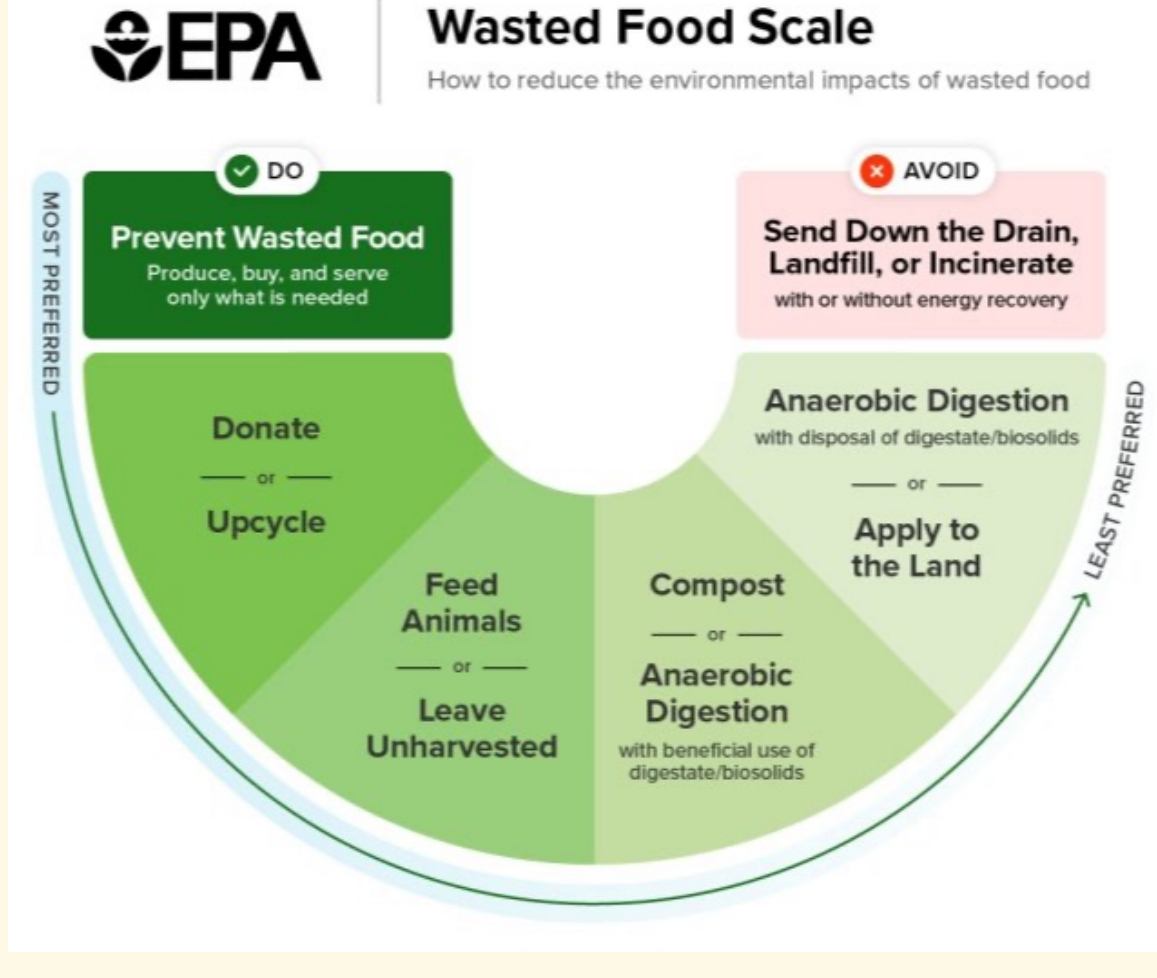 EPA
Wasted Food Scale
How to reduce the environmental impacts of wasted food
DO
Prevent Wasted Food
Produce, buy, and serve
only what is needed
AVOID
Send Down the Drain,
Landfill, or Incinerate
with or without energy recovery
MOST PREFERRED
Donate
or
Upcycle
Feed
Animals
or
Leave
Unharvested
Compost
or
Anaerobic
Digestion
with beneficial use of
digestate/biosolids
Anaerobic Digestion
with disposal of digestate/biosolids
or
Apply to
the Land
LEAST PREFERRED